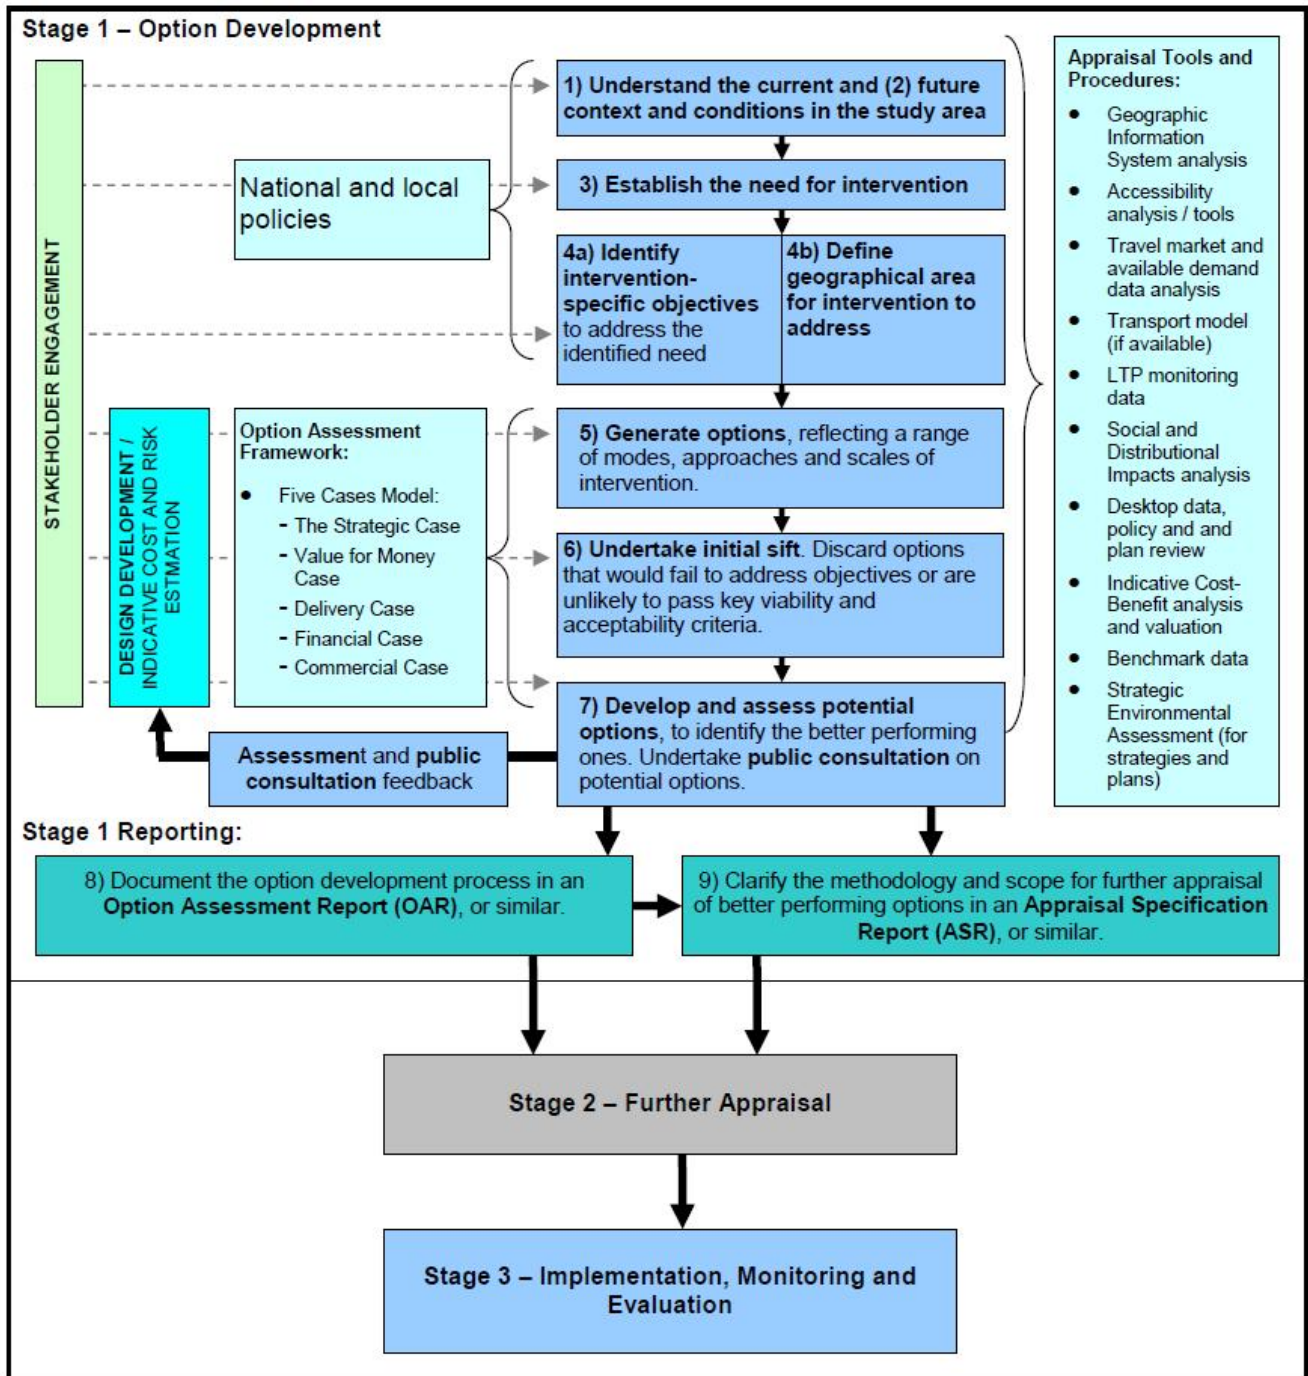 Stage 1 – Option Development
STAKEHOLDER ENGAGEMENT
National and local
policies
1) Understand the current and (2) future
context and conditions in the study area
3) Establish the need for intervention
4a) Identify
intervention-
specific objectives
to address the
identified need
4b) Define
geographical area
for intervention to
address
DESIGN DEVELOPMENT /
INDICATIVE COST AND RISK
ESTMATION
Option Assessment
Framework:
● Five Cases Model:
- The Strategic Case
- Value for Money
Case
- Delivery Case
- Financial Case
- Commercial Case
5) Generate options, reflecting a range
of modes, approaches and scales of
intervention.
6) Undertake initial sift. Discard options
that would fail to address objectives or are
unlikely to pass key viability and
acceptability criteria.
7) Develop and assess potential
options, to identify the better performing
ones. Undertake public consultation on
potential options.
Assessment and public
consultation feedback
Appraisal Tools and
Procedures:
● Geographic
Information
System analysis
● Accessibility
analysis / tools
● Travel market and
available demand
data analysis
● Transport model
(if available)
● LTP monitoring
data
● Social and
Distributional
Impacts analysis
● Desktop data,
policy and and
plan review
● Indicative Cost-
Benefit analysis
and valuation
● Benchmark data
● Strategic
Environmental
Assessment (for
strategies and
plans)
Stage 1 Reporting:
8) Document the option development process in an
Option Assessment Report (OAR), or similar.
9) Clarify the methodology and scope for further appraisal
of better performing options in an Appraisal Specification
Report (ASR), or similar.
Stage 2 – Further Appraisal
Stage 3 – Implementation, Monitoring and
Evaluation